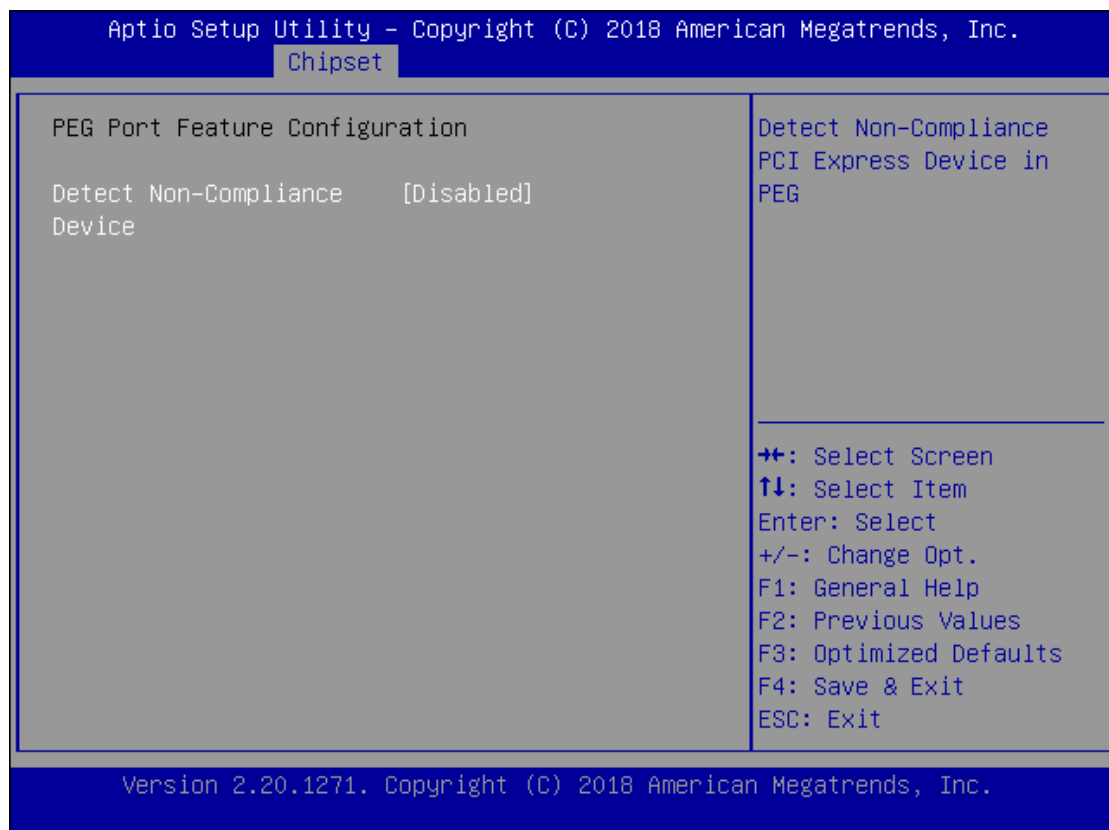 Aptio Setup Utility – Copyright (C) 2018 American Megatrends, Inc.
Chipset
PEG Port Feature Configuration
Detect Non-Compliance [Disabled]
Device
Detect Non-Compliance
PCI Express Device in
PEG
→←: Select Screen
↑↓: Select Item
Enter: Select
+/-: Change Opt.
F1: General Help
F2: Previous Values
F3: Optimized Defaults
F4: Save & Exit
ESC: Exit
Version 2.20.1271. Copyright (C) 2018 American Megatrends, Inc.